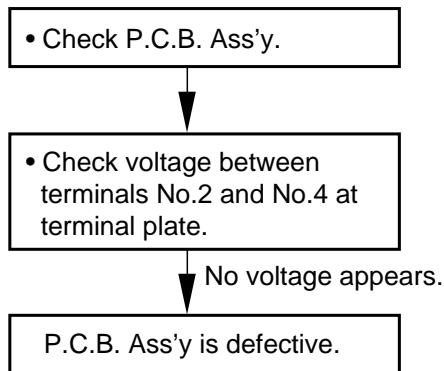 • Check P.C.B. Ass'y.
• Check voltage between
terminals No.2 and No.4 at
terminal plate.
No voltage appears.
P.C.B. Ass'y is defective.